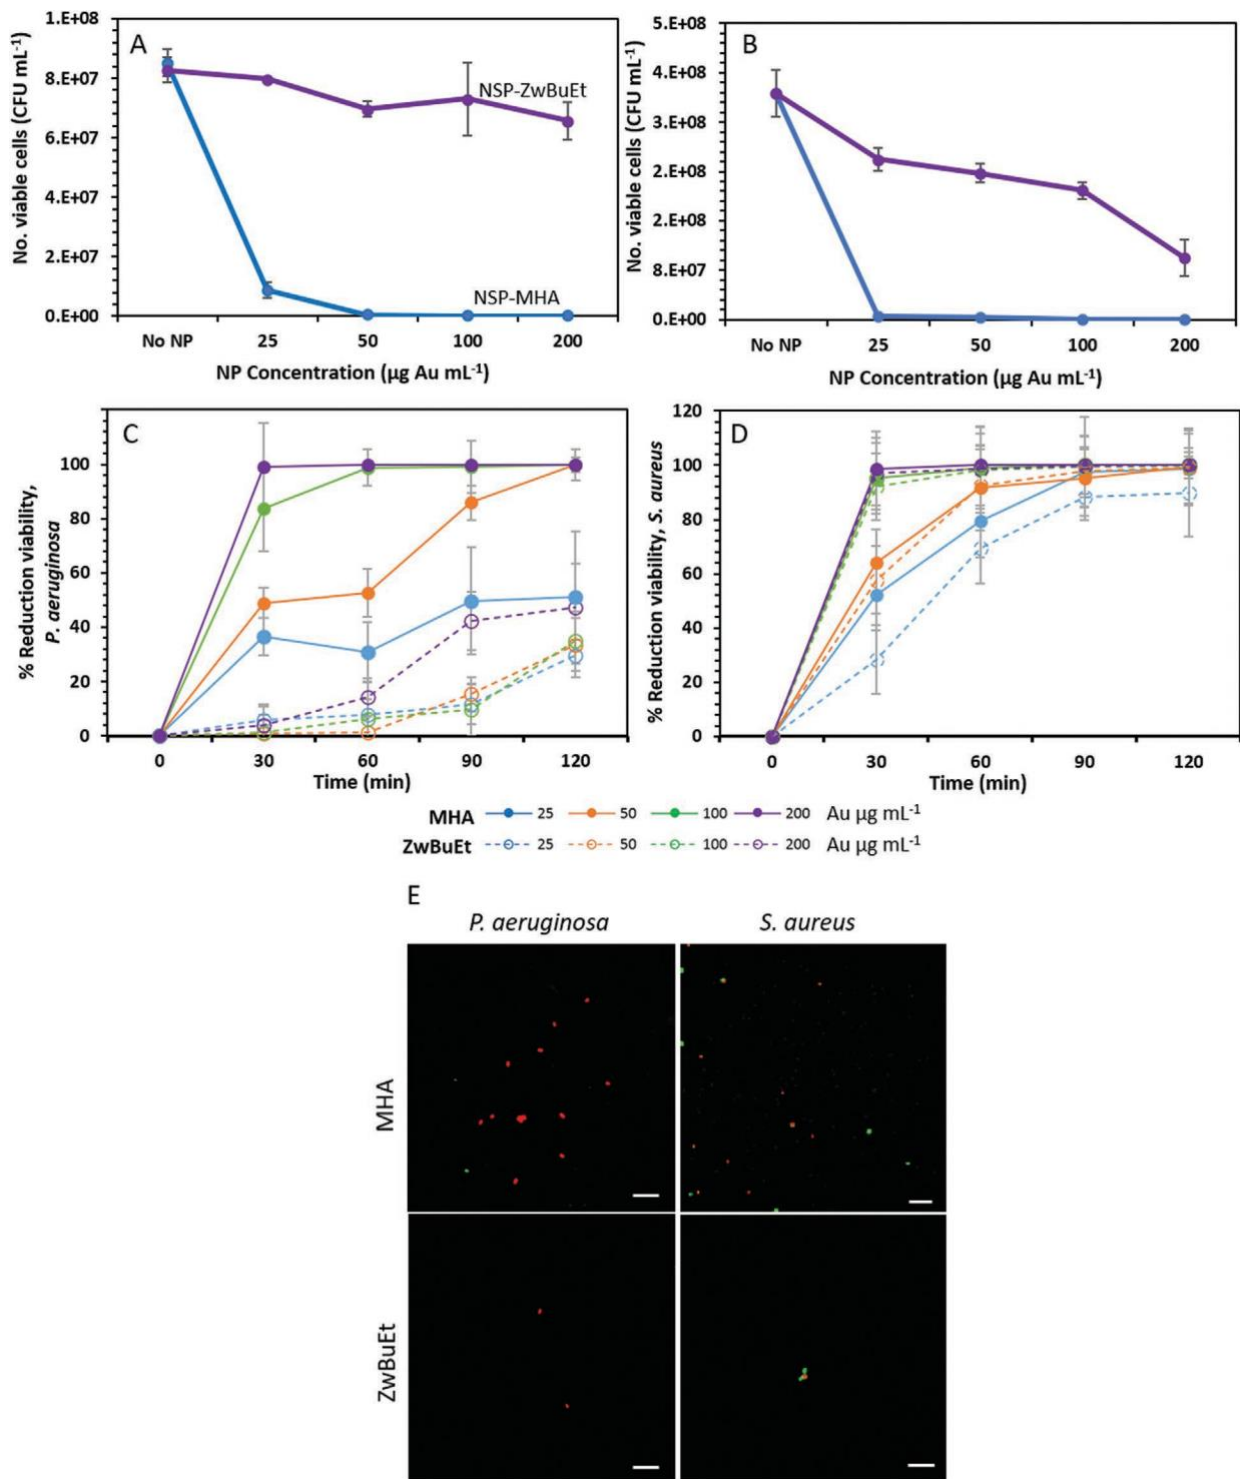 A
No. viable cells (CFU mL-1)
1.E+08
8.E+07
6.E+07
4.E+07
2.E+07
0.E+00
NSP-ZwBuEt
NSP-MHA
No NP 25 50 100 200
NP Concentration (µg Au mL-1)
B
No. viable cells (CFU mL-1)
5.E+08
4.E+08
3.E+08
2.E+08
2.E+08
8.E+07
0.E+00
No NP 25 50 100 200
NP Concentration (µg Au mL-1)
C
% Reduction viability,
P. aeruginosa
100
80
60
40
20
0
0 30 60 90 120
Time (min)
D
% Reduction viability, S. aureus
120
100
80
60
40
20
0
0 30 60 90 120
Time (min)
MHA 25 50 100 200 Au µg mL-1
ZwBuEt 25 50 100 200 Au µg mL-1
E
P. aeruginosa S. aureus
MHA
ZwBuEt